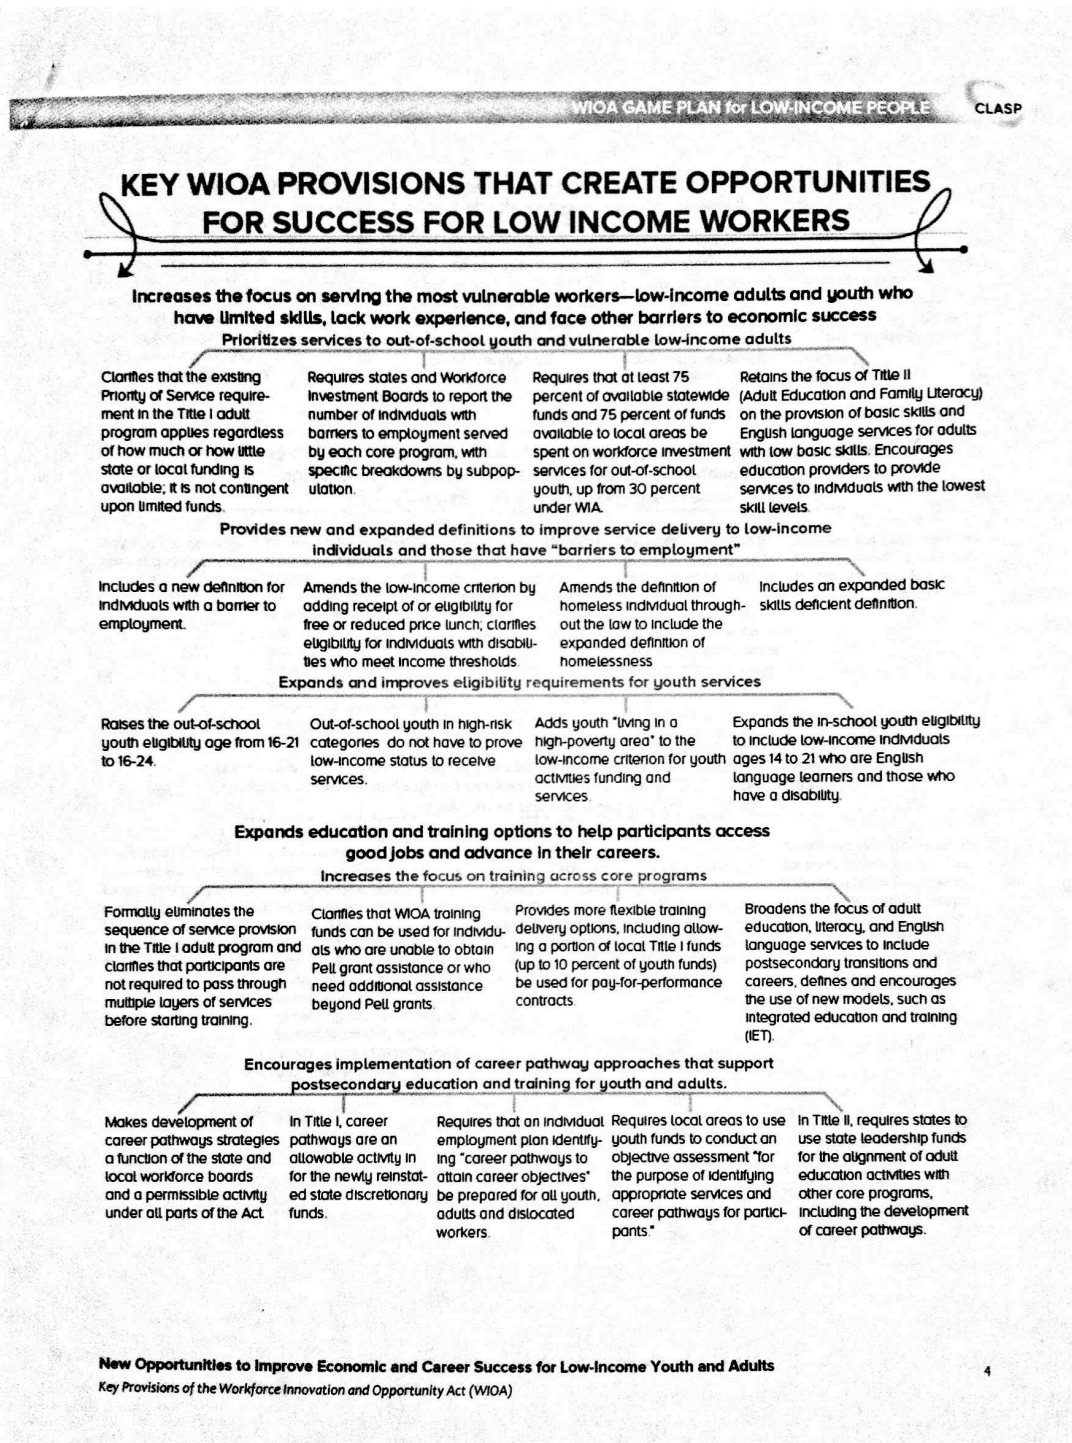 WIOA GAME PLAN for LOW-INCOME PEOPLE
CLASP
KEY WIOA PROVISIONS THAT CREATE OPPORTUNITIES
FOR SUCCESS FOR LOW INCOME WORKERS
Increases the focus on serving the most vulnerable workers—low-income adults and youth who
have limited skills, lack work experience, and face other barriers to economic success
Prioritizes services to out-of-school youth and vulnerable low-income adults
Clarifies that the existing
Priority of Service require-
ment in the Title I adult
program applies regardless
of how much or how little
state or local funding is
available; it is not contingent
upon limited funds.
Requires states and Workforce
Investment Boards to report the
number of individuals with
barriers to employment served
by each core program, with
specific breakdowns by subpop-
ulation.
Requires that at least 75
percent of available statewide
funds and 75 percent of funds
available to local areas be
spent on workforce investment
services for out-of-school
youth, up from 30 percent
under WIA.
Retains the focus of Title II
(Adult Education and Family Literacy)
on the provision of basic skills and
English language services for adults
with low basic skills. Encourages
education providers to provide
services to individuals with the lowest
skill levels.
Provides new and expanded definitions to improve service delivery to low-income
individuals and those that have "barriers to employment"
Includes a new definition for
individuals with a barrier to
employment.
Amends the low-income criterion by
adding receipt of or eligibility for
free or reduced price lunch; clarifies
eligibility for individuals with disabili-
ties who meet income thresholds.
Amends the definition of
homeless individual through-
out the law to include the
expanded definition of
homelessness
Includes an expanded basic
skills deficient definition.
Expands and improves eligibility requirements for youth services
Raises the out-of-school
youth eligibility age from 16-21
to 16-24.
Out-of-school youth in high-risk
categories do not have to prove
low-income status to receive
services.
Adds youth "living in a
high-poverty area" to the
low-income criterion for youth
activities funding and
services.
Expands the in-school youth eligibility
to include low-income individuals
ages 14 to 21 who are English
language learners and those who
have a disability.
Expands education and training options to help participants access
good jobs and advance in their careers.
Increases the focus on training across core programs
Formally eliminates the
sequence of service provision
in the Title I adult program and
clarifies that participants are
not required to pass through
multiple layers of services
before starting training.
Clarifies that WIOA training
funds can be used for individu-
als who are unable to obtain
Pell grant assistance or who
need additional assistance
beyond Pell grants.
Provides more flexible training
delivery options, including allow-
ing a portion of local Title I funds
(up to 10 percent of youth funds)
be used for pay-for-performance
contracts.
Broadens the focus of adult
education, literacy, and English
language services to include
postsecondary transitions and
careers, defines and encourages
the use of new models, such as
integrated education and training
(IET).
Encourages implementation of career pathway approaches that support
postsecondary education and training for youth and adults.
Makes development of
career pathways strategies
a function of the state and
local workforce boards
and a permissible activity
under all parts of the Act.
In Title I, career
pathways are an
allowable activity in
for the newly reinstat-
ed state discretionary
funds.
Requires that an individual
employment plan identify-
ing "career pathways to
attain career objectives"
be prepared for all youth,
adults and dislocated
workers.
Requires local areas to use
youth funds to conduct an
objective assessment "for
the purpose of identifying
appropriate services and
career pathways for partici-
pants."
In Title II, requires states to
use state leadership funds
for the alignment of adult
education activities with
other core programs,
including the development
of career pathways.
New Opportunities to Improve Economic and Career Success for Low-Income Youth and Adults
4
Key Provisions of the Workforce Innovation and Opportunity Act (WIOA)